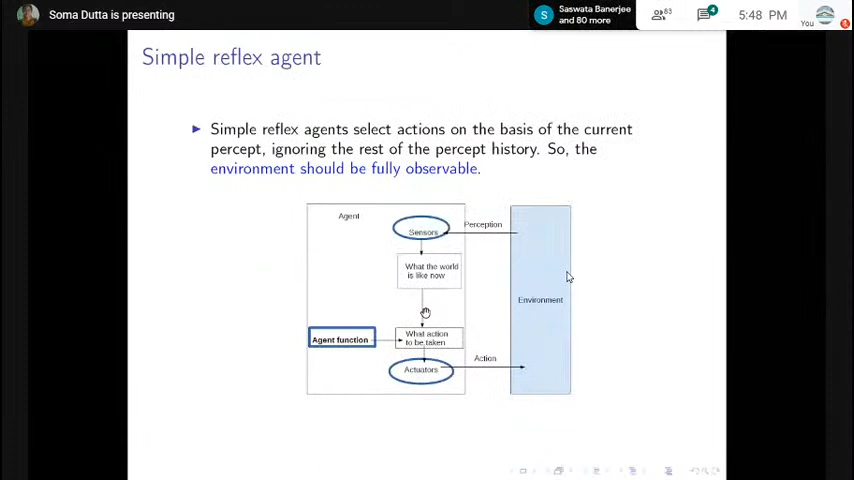 Soma Dutta is presenting
S
Saswata Banerjee
and 80 more
83
4
5:48 PM
You
Simple reflex agent
Simple reflex agents select actions on the basis of the current
percept, ignoring the rest of the percept history. So, the
environment should be fully observable.
Agent
Sensors
Perception
What the world
is like now
Environment
Agent function
What action
to be taken
Action
Actuators